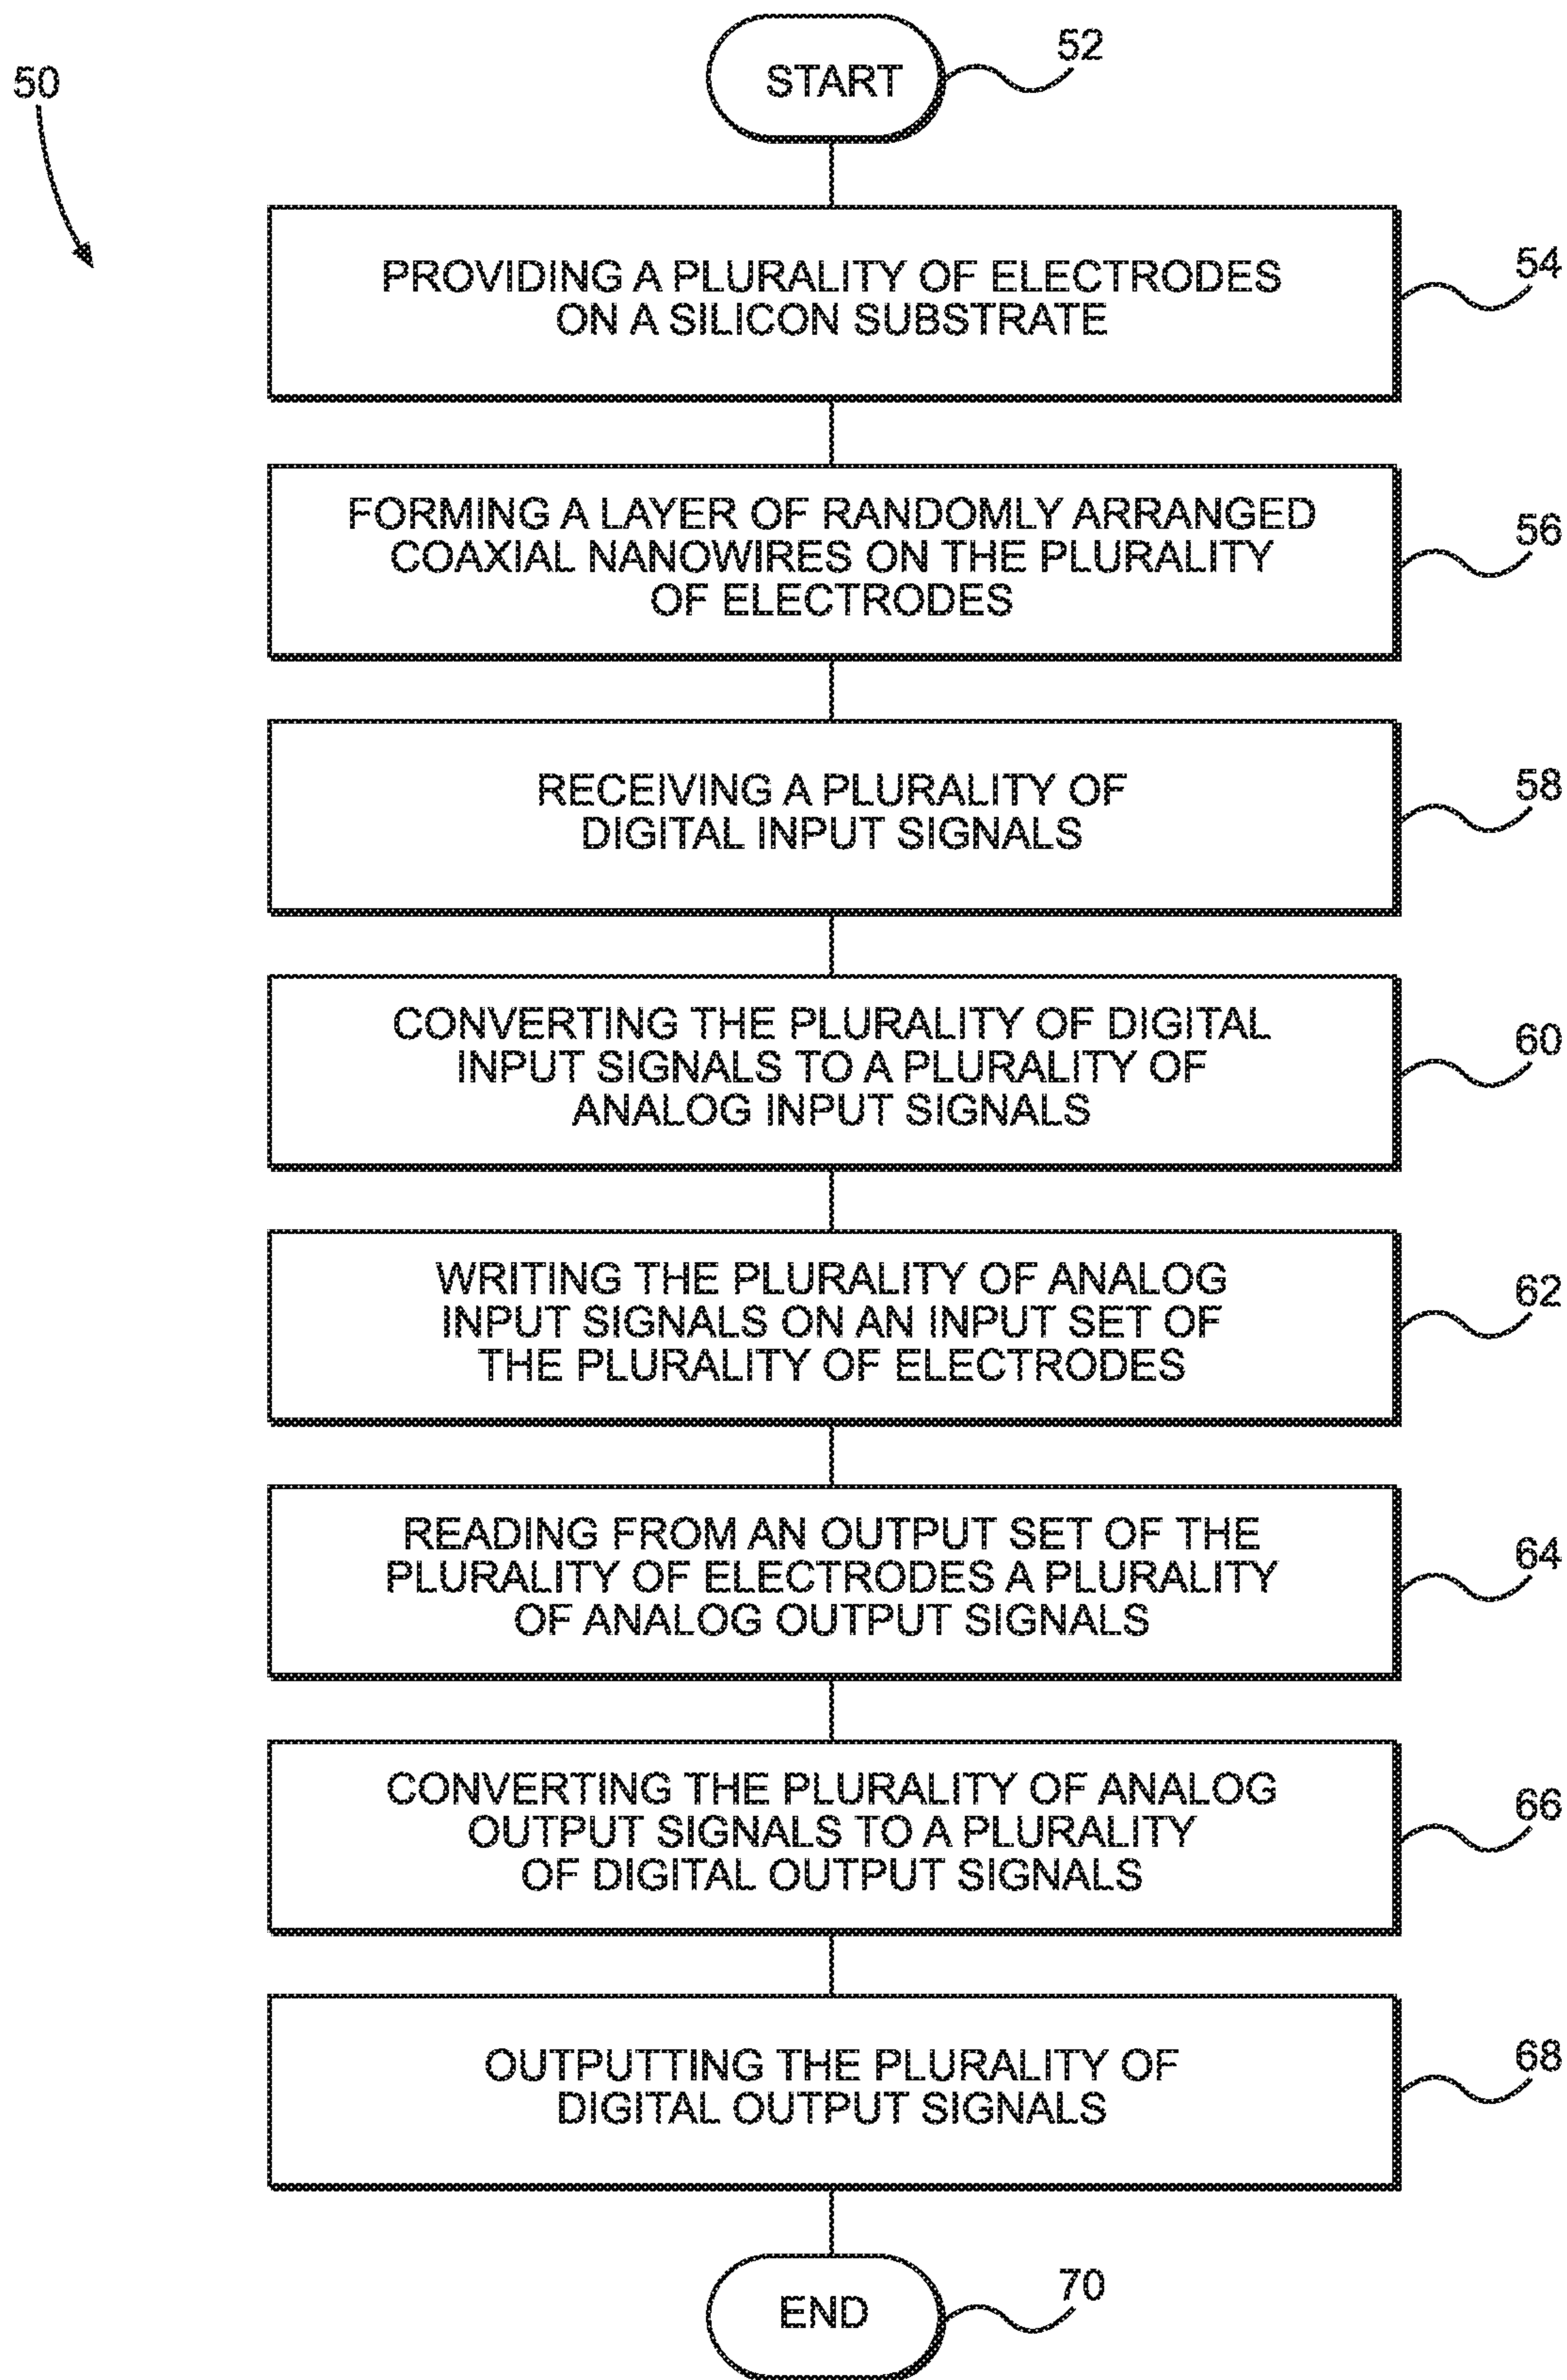 50
START
52
PROVIDING A PLURALITY OF ELECTRODES
ON A SILICON SUBSTRATE
54
FORMING A LAYER OF RANDOMLY ARRANGED
COAXIAL NANOWIRES ON THE PLURALITY
OF ELECTRODES
56
RECEIVING A PLURALITY OF
DIGITAL INPUT SIGNALS
58
CONVERTING THE PLURALITY OF DIGITAL
INPUT SIGNALS TO A PLURALITY OF
ANALOG INPUT SIGNALS
60
WRITING THE PLURALITY OF ANALOG
INPUT SIGNALS ON AN INPUT SET OF
THE PLURALITY OF ELECTRODES
62
READING FROM AN OUTPUT SET OF THE
PLURALITY OF ELECTRODES A PLURALITY
OF ANALOG OUTPUT SIGNALS
64
CONVERTING THE PLURALITY OF ANALOG
OUTPUT SIGNALS TO A PLURALITY
OF DIGITAL OUTPUT SIGNALS
66
OUTPUTTING THE PLURALITY OF
DIGITAL OUTPUT SIGNALS
68
END
70